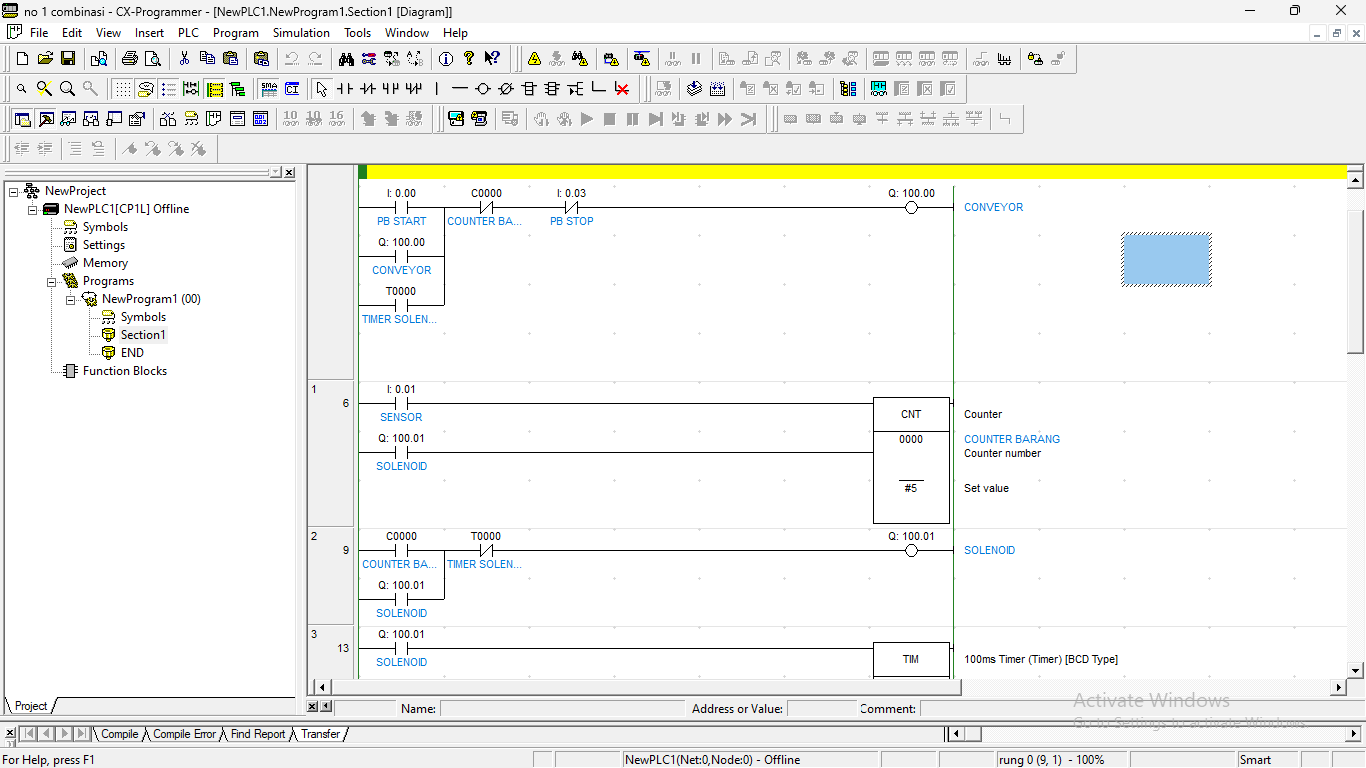 no 1 combinasi - CX-Programmer - [NewPLC1.NewProgram1.Section1 [Diagram]]
File Edit View Insert PLC Program Simulation Tools Window Help
SMA
CI
10 10 16
NewProject
NewPLC1[CP1L] Offline
Symbols
Settings
Memory
Programs
NewProgram1 (00)
Symbols
Section1
END
Function Blocks
Project
I: 0.00 C0000 I: 0.03 Q: 100.00
CONVEYOR
PB START COUNTER BA... PB STOP
Q: 100.00
CONVEYOR
T0000
TIMER SOLEN...
1 I: 0.01
6
SENSOR CNT Counter
Q: 100.01 0000 COUNTER BARANG
Counter number
SOLENOID
#5 Set value
2 C0000 T0000 Q: 100.01
9 SOLENOID
COUNTER BA... TIMER SOLEN...
Q: 100.01
SOLENOID
3 Q: 100.01
13
SOLENOID TIM 100ms Timer (Timer) [BCD Type]
Name: Address or Value: Comment:
Activate Windows
Go to Settings to activate Windows.
Compile Compile Error Find Report Transfer
For Help, press F1 NewPLC1(Net:0,Node:0) - Offline rung 0 (9, 1) - 100% Smart